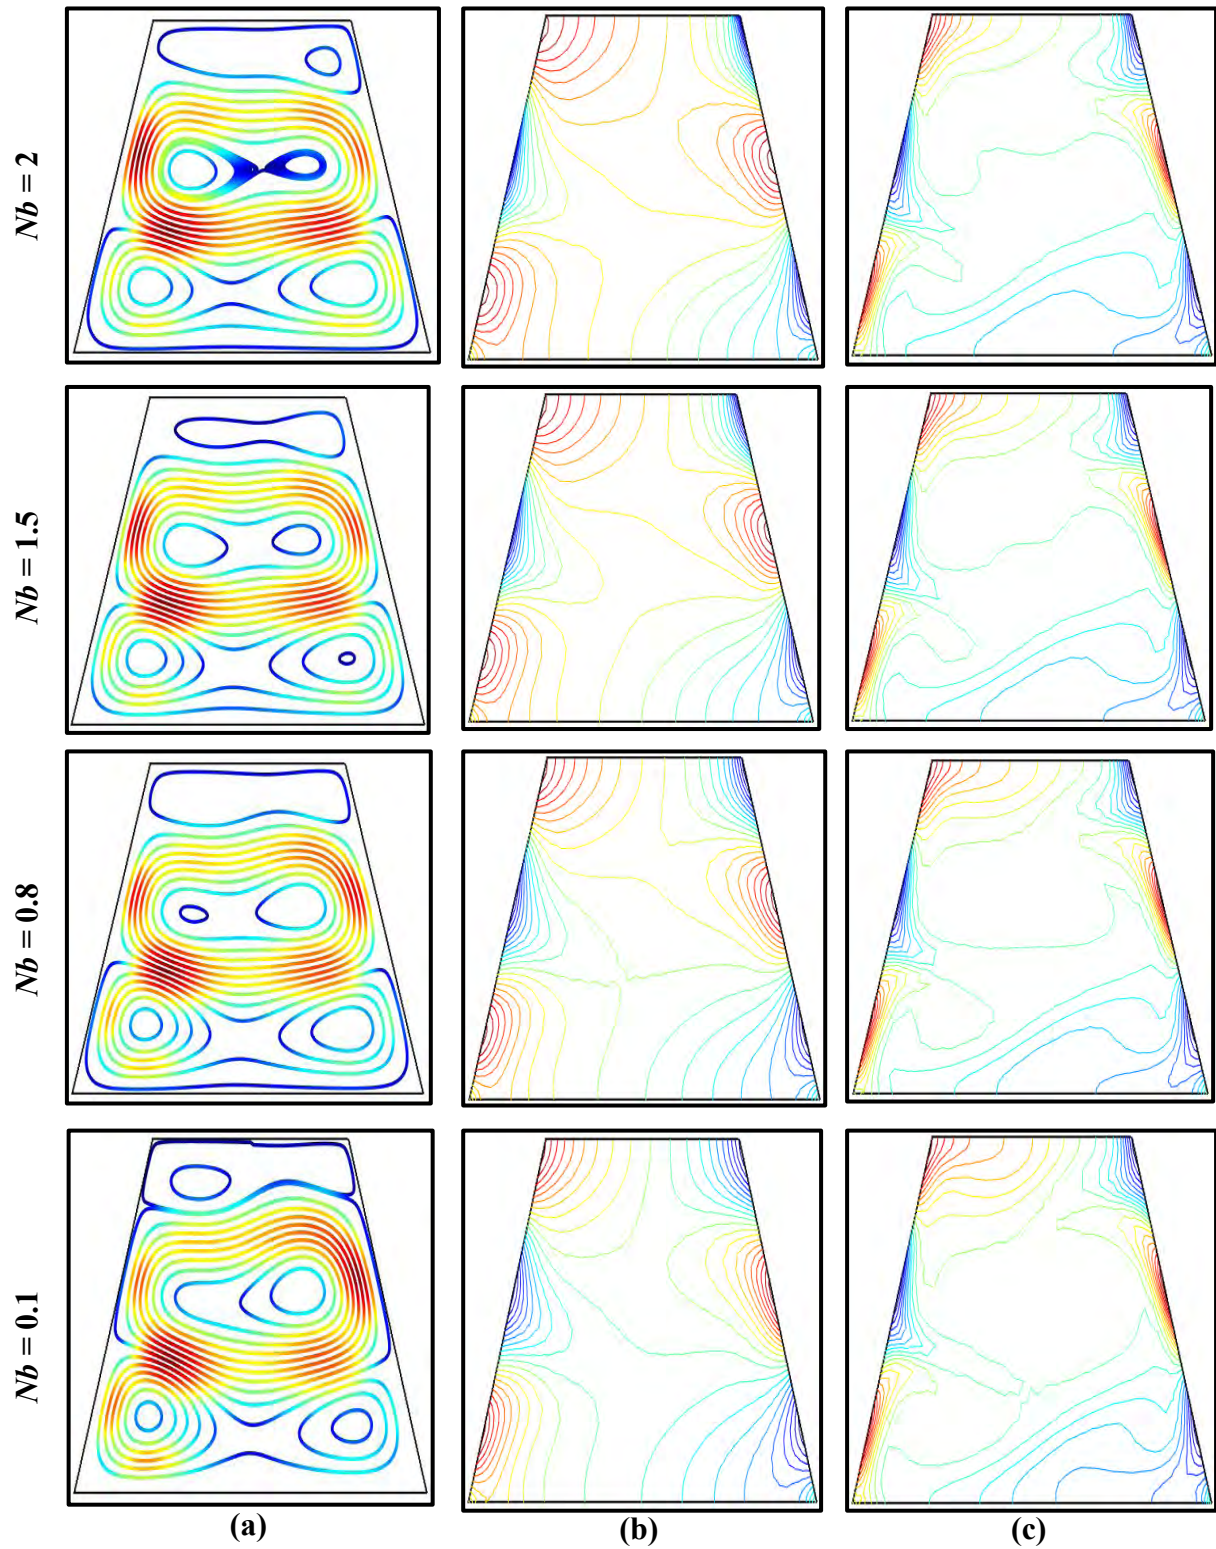 Nb = 2
Nb = 1.5
Nb = 0.8
Nb = 0.1
(a) (b) (c)